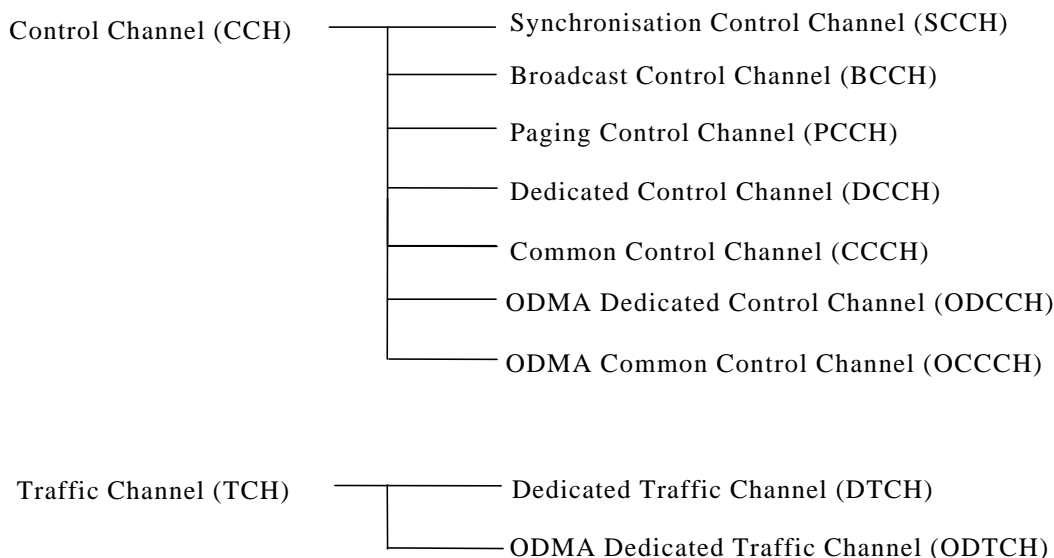 Control Channel (CCH)
Synchronisation Control Channel (SCCH)
Broadcast Control Channel (BCCH)
Paging Control Channel (PCCH)
Dedicated Control Channel (DCCH)
Common Control Channel (CCCH)
ODMA Dedicated Control Channel (ODCCH)
ODMA Common Control Channel (OCCCH)
Traffic Channel (TCH)
Dedicated Traffic Channel (DTCH)
ODMA Dedicated Traffic Channel (ODTCH)